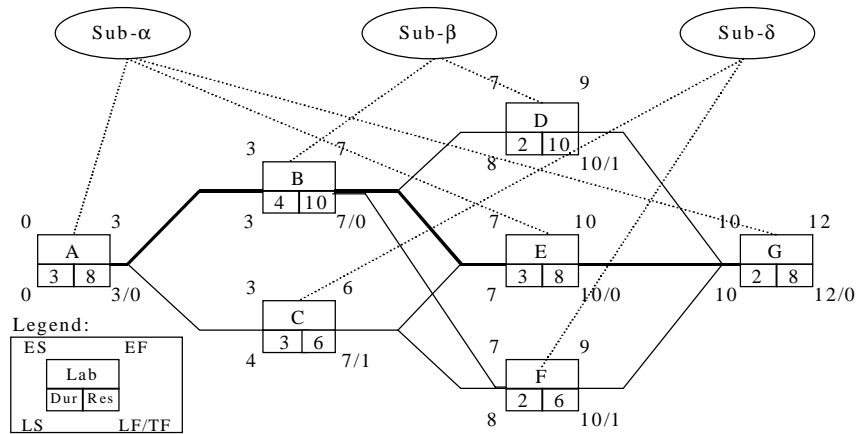 Sub-α Sub-β Sub-δ
7 9
D
2 10
8 10/1
3 7
B
4 10
3 7/0
0 3
A
3 8
0 3/0
7 10
E
3 8
7 10/0
10 12
G
2 8
10 12/0
3 6
C
3 6
4 7/1
7 9
F
2 6
8 10/1
Legend:
ES EF
Lab
Dur Res
LS LF/TF